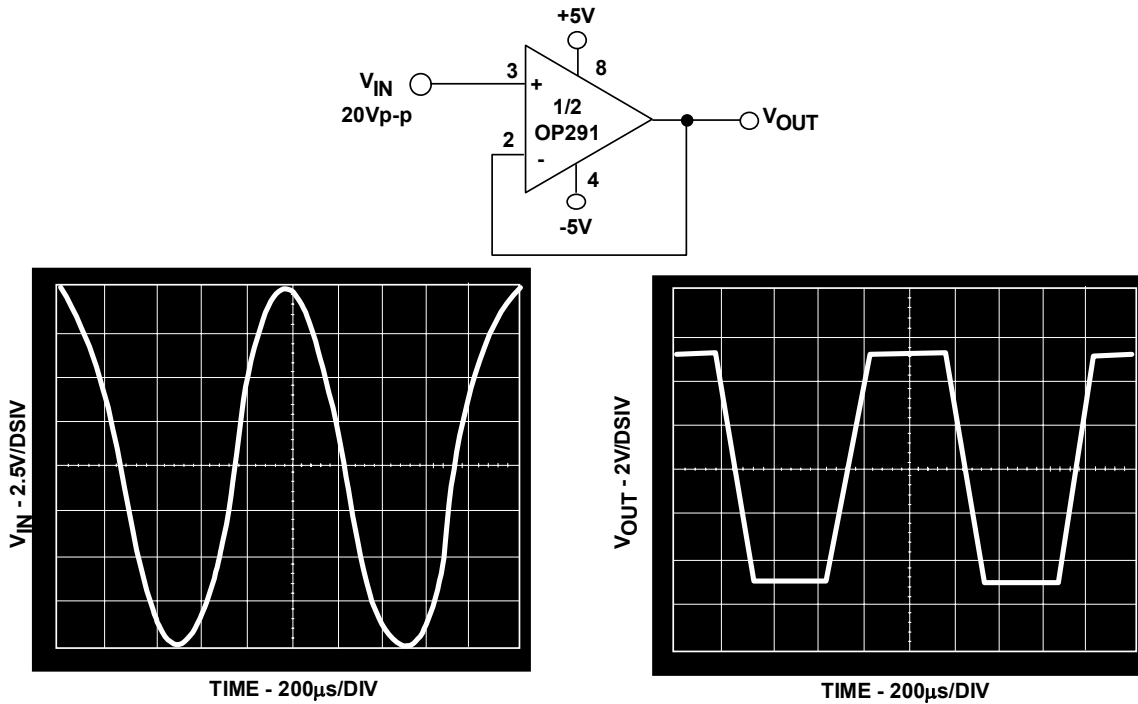 +5V
8
3
+
V_IN
20Vp-p
1/2
OP291
V_OUT
2
-
4
-5V
V_IN - 2.5V/DSIV
TIME - 200µs/DIV
V_OUT - 2V/DSIV
TIME - 200µs/DIV